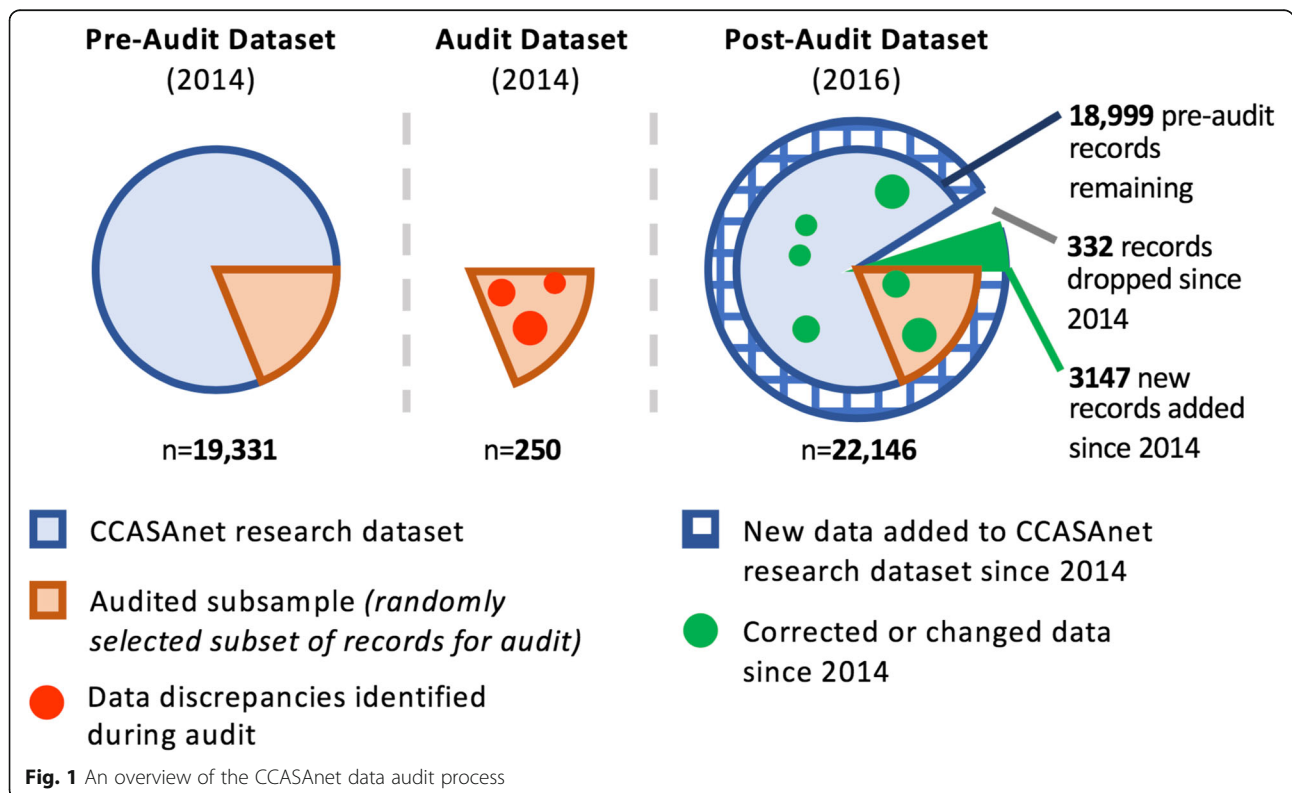 Pre-Audit Dataset
(2014)
Audit Dataset
(2014)
Post-Audit Dataset
(2016)
18,999 pre-audit
records
remaining
332 records
dropped since
2014
3147 new
records added
since 2014
n=19,331
n=250
n=22,146
CCASAnet research dataset
Audited subsample (randomly
selected subset of records for audit)
Data discrepancies identified
during audit
New data added to CCASAnet
research dataset since 2014
Corrected or changed data
since 2014
Fig. 1 An overview of the CCASAnet data audit process